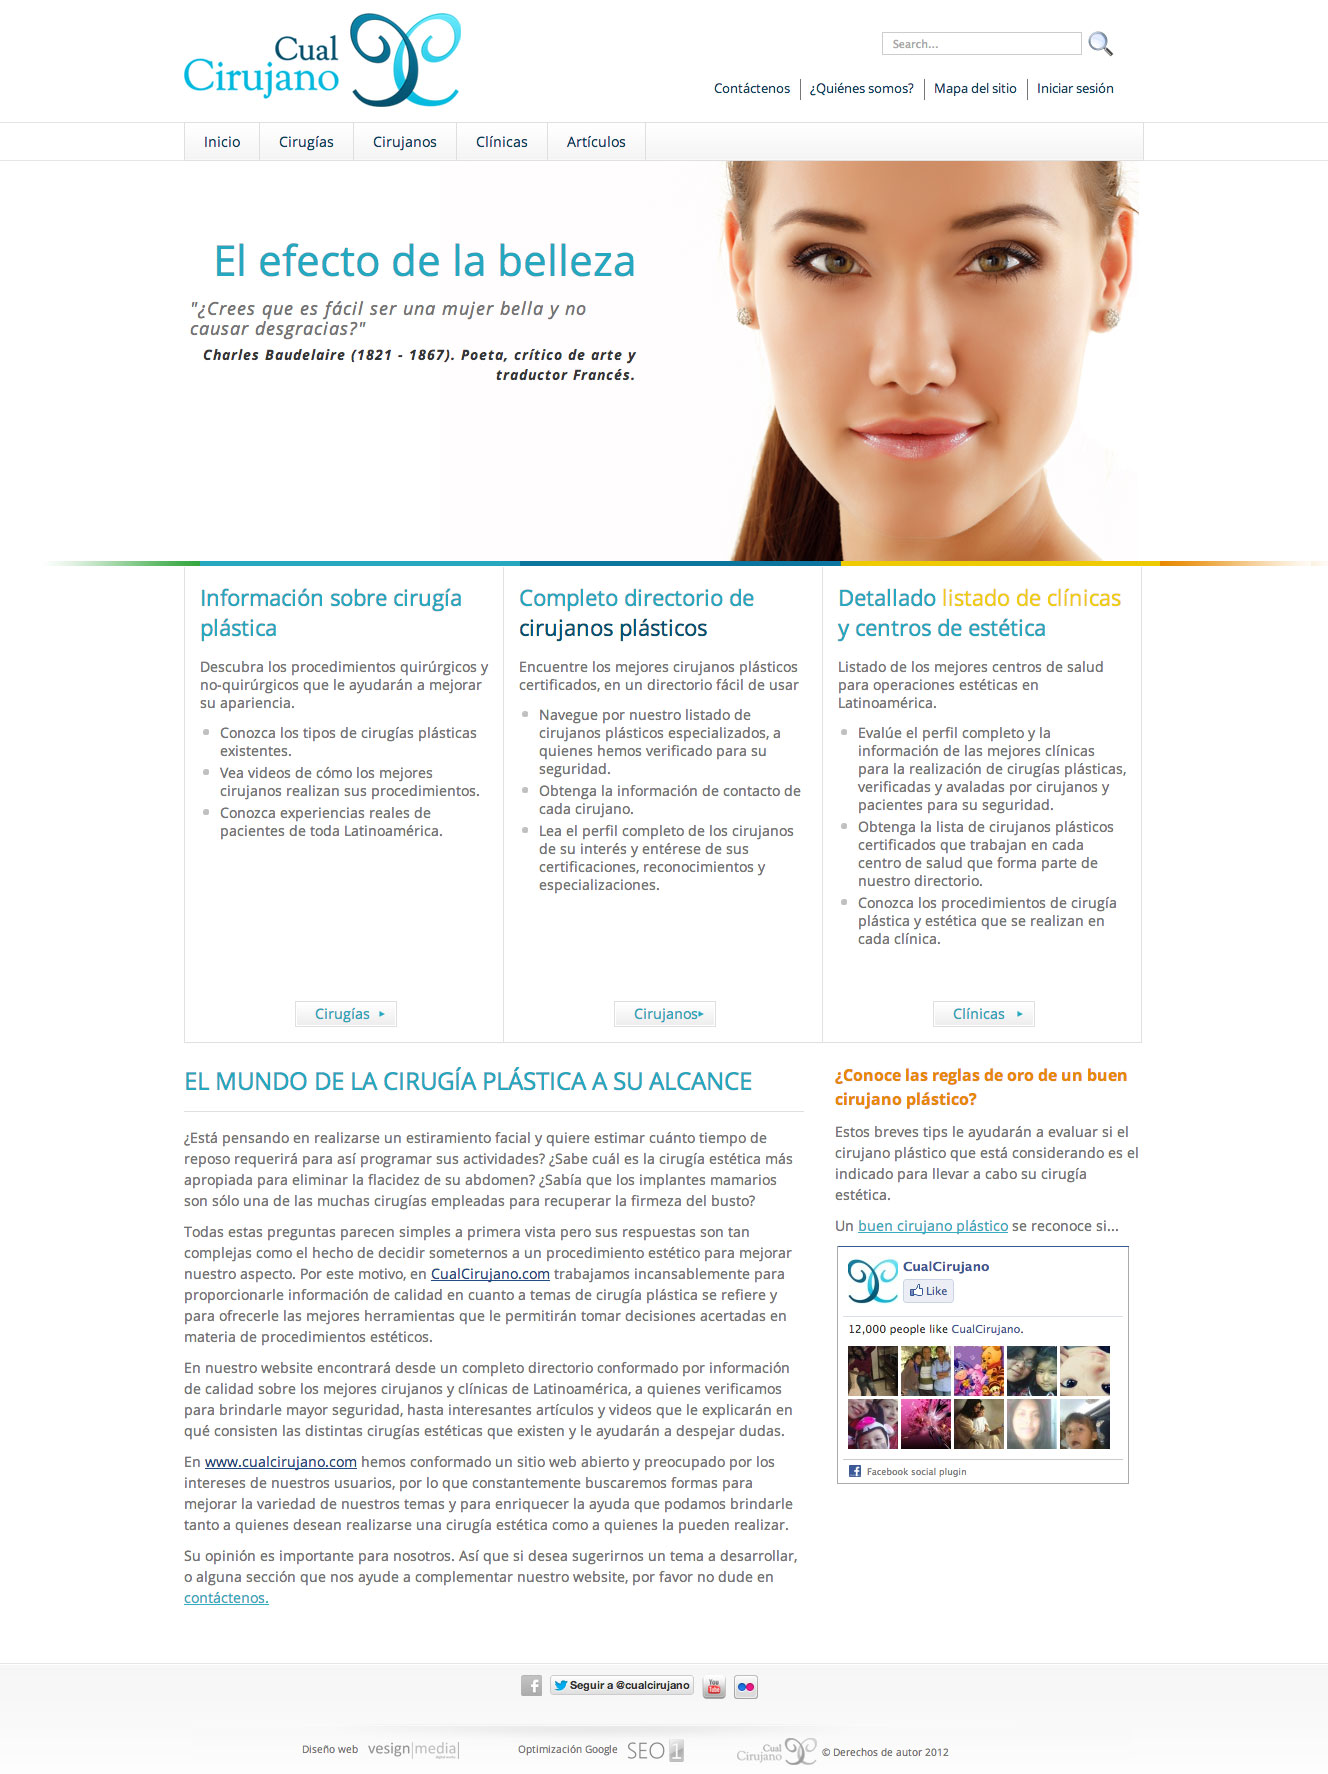 Cual
Cirujano
Search...
Contáctenos
¿Quiénes somos?
Mapa del sitio
Iniciar sesión
Inicio
Cirugías
Cirujanos
Clínicas
Artículos
El efecto de la belleza
"¿Crees que es fácil ser una mujer bella y no
causar desgracias?"
Charles Baudelaire (1821 - 1867). Poeta, crítico de arte y
traductor Francés.
Información sobre cirugía
plástica
Descubra los procedimientos quirúrgicos y
no-quirúrgicos que le ayudarán a mejorar
su apariencia.
Conozca los tipos de cirugías plásticas
existentes.
Vea videos de cómo los mejores
cirujanos realizan sus procedimientos.
Conozca experiencias reales de
pacientes de toda Latinoamérica.
Cirugías
Completo directorio de
cirujanos plásticos
Encuentre los mejores cirujanos plásticos
certificados, en un directorio fácil de usar
Navegue por nuestro listado de
cirujanos plásticos especializados, a
quienes hemos verificado para su
seguridad.
Obtenga la información de contacto de
cada cirujano.
Lea el perfil completo de los cirujanos
de su interés y entérese de sus
certificaciones, reconocimientos y
especializaciones.
Cirujanos
Detallado listado de clínicas
y centros de estética
Listado de los mejores centros de salud
para operaciones estéticas en
Latinoamérica.
Evalúe el perfil completo y la
información de las mejores clínicas
para la realización de cirugías plásticas,
verificadas y avaladas por cirujanos y
pacientes para su seguridad.
Obtenga la lista de cirujanos plásticos
certificados que trabajan en cada
centro de salud que forma parte de
nuestro directorio.
Conozca los procedimientos de cirugía
plástica y estética que se realizan en
cada clínica.
Clínicas
EL MUNDO DE LA CIRUGÍA PLÁSTICA A SU ALCANCE
¿Está pensando en realizarse un estiramiento facial y quiere estimar cuánto tiempo de
reposo requerirá para así programar sus actividades? ¿Sabe cuál es la cirugía estética más
apropiada para eliminar la flacidez de su abdomen? ¿Sabía que los implantes mamarios
son sólo una de las muchas cirugías empleadas para recuperar la firmeza del busto?
Todas estas preguntas parecen simples a primera vista pero sus respuestas son tan
complejas como el hecho de decidir someternos a un procedimiento estético para mejorar
nuestro aspecto. Por este motivo, en CualCirujano.com trabajamos incansablemente para
proporcionarle información de calidad en cuanto a temas de cirugía plástica se refiere y
para ofrecerle las mejores herramientas que le permitirán tomar decisiones acertadas en
materia de procedimientos estéticos.
En nuestro website encontrará desde un completo directorio conformado por información
de calidad sobre los mejores cirujanos y clínicas de Latinoamérica, a quienes verificamos
para brindarle mayor seguridad, hasta interesantes artículos y videos que le explicarán en
qué consisten las distintas cirugías estéticas que existen y le ayudarán a despejar dudas.
En www.cualcirujano.com hemos conformado un sitio web abierto y preocupado por los
intereses de nuestros usuarios, por lo que constantemente buscaremos formas para
mejorar la variedad de nuestros temas y para enriquecer la ayuda que podamos brindarle
tanto a quienes desean realizarse una cirugía estética como a quienes la pueden realizar.
Su opinión es importante para nosotros. Así que si desea sugerirnos un tema a desarrollar,
o alguna sección que nos ayude a complementar nuestro website, por favor no dude en
contáctenos.
¿Conoce las reglas de oro de un buen
cirujano plástico?
Estos breves tips le ayudarán a evaluar si el
cirujano plástico que está considerando es el
indicado para llevar a cabo su cirugía
estética.
Un buen cirujano plástico se reconoce si...
CualCirujano
Like
12,000 people like CualCirujano.
Facebook social plugin
Seguir a @cualcirujano
You
Tube
Diseño web
vesign|media|
Optimización Google
SEO 1
Cual
Cirujano
© Derechos de autor 2012